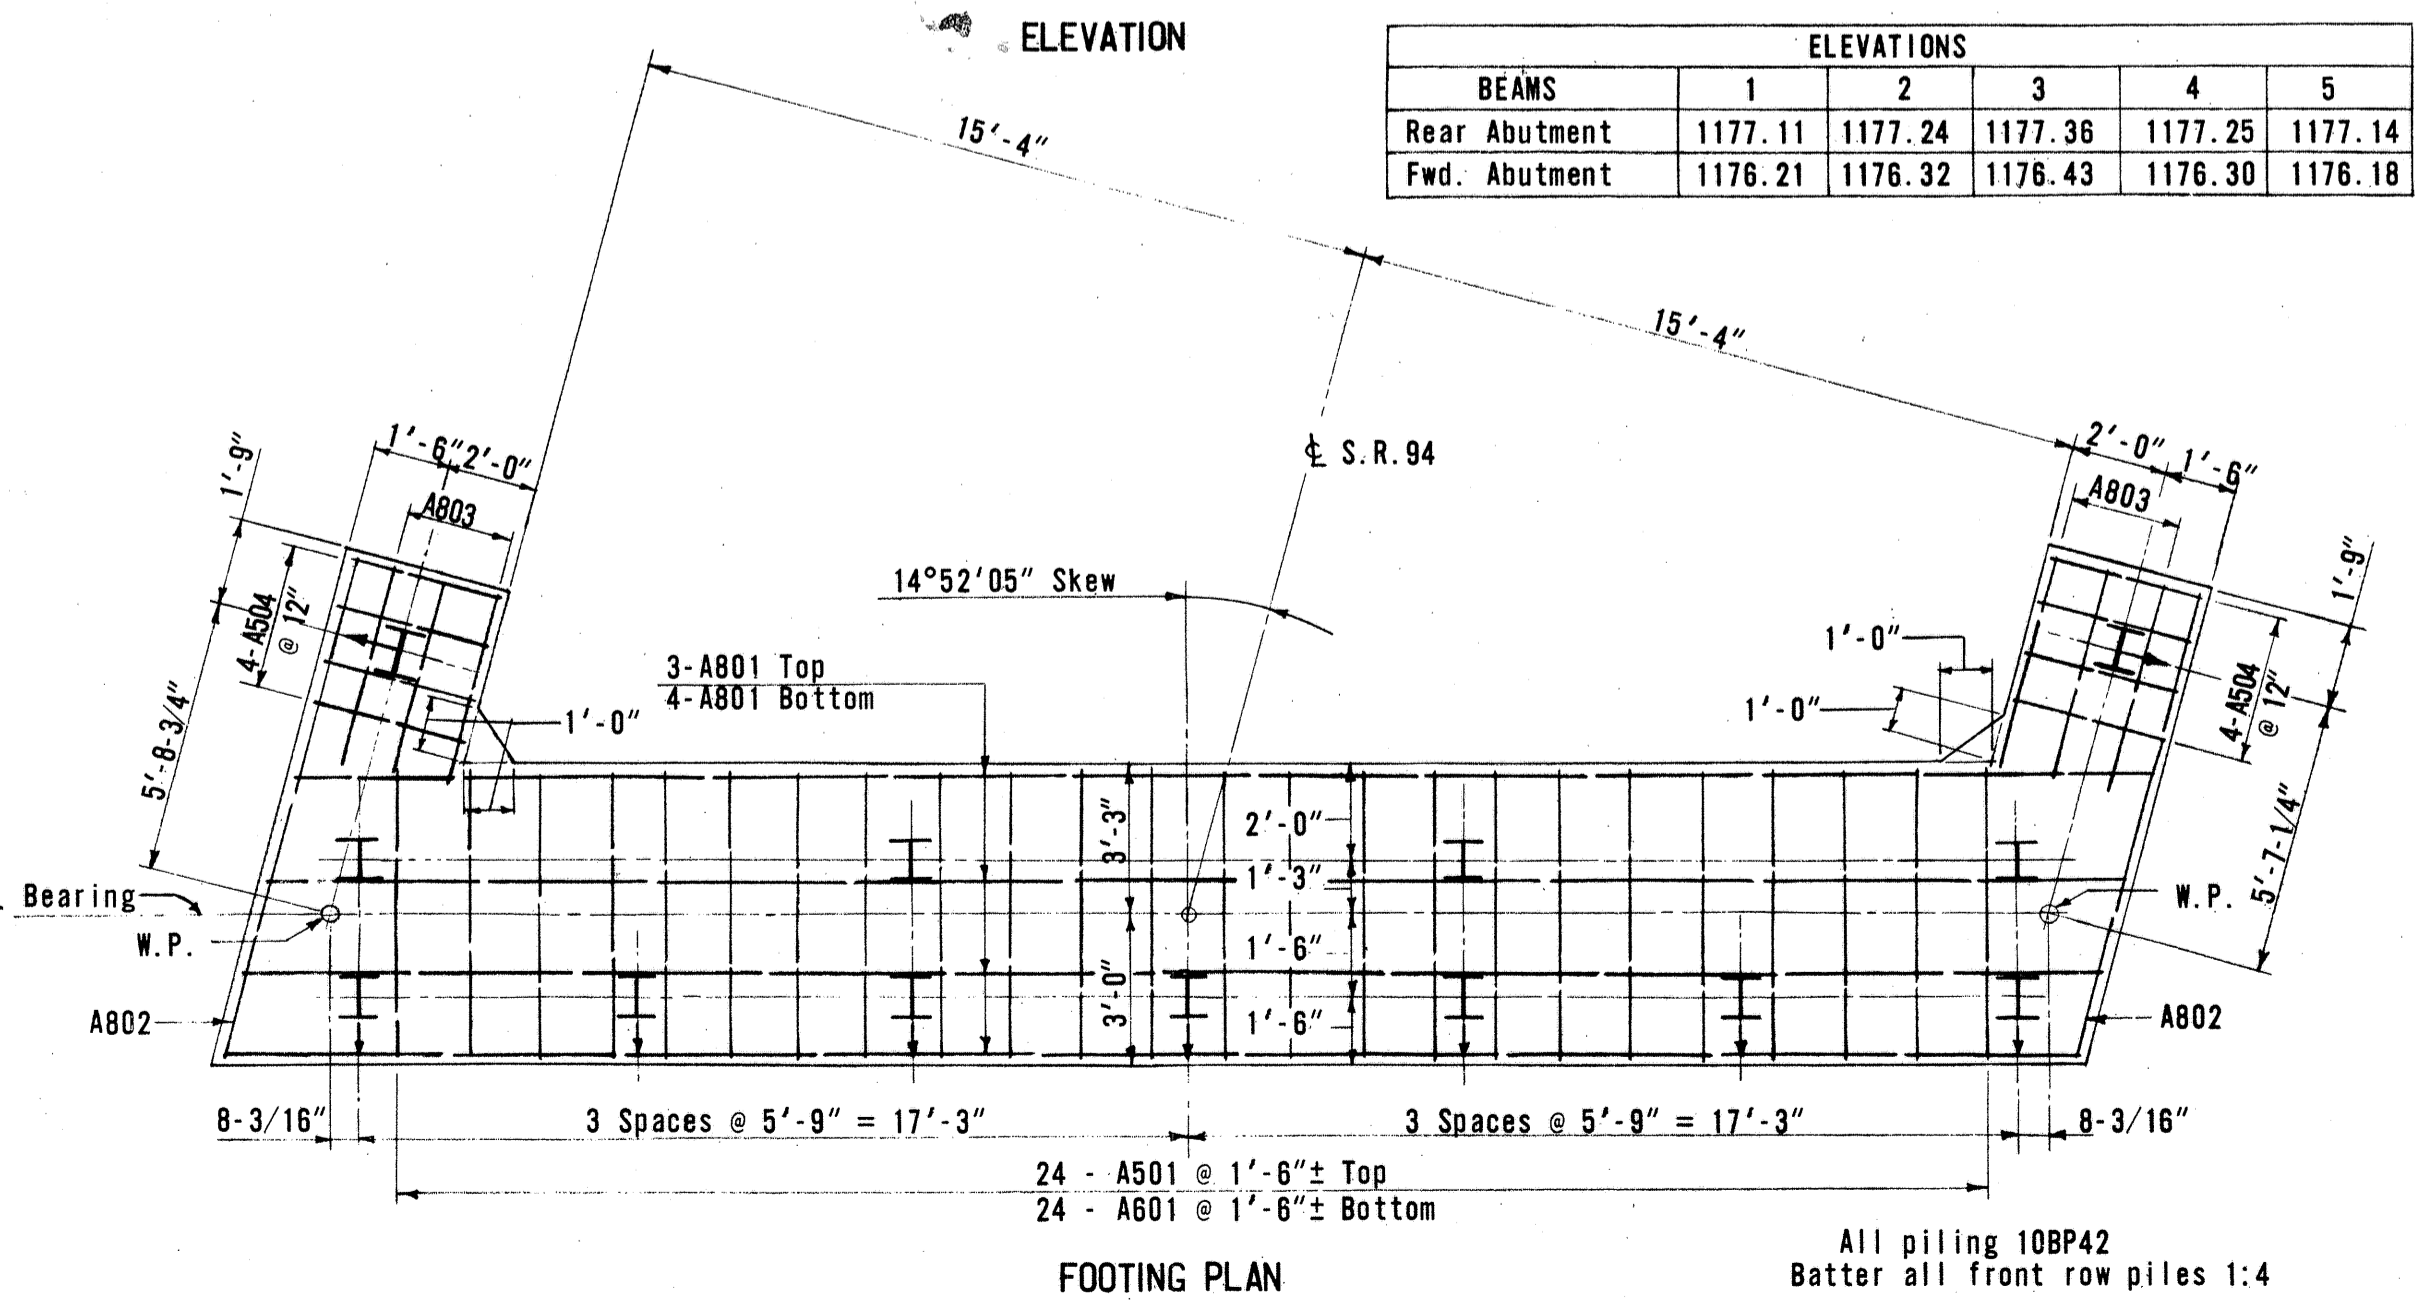 ELEVATION
ELEVATIONS
BEAMS 1 2 3 4 5
Rear Abutment 1177.11 1177.24 1177.36 1177.25 1177.14
Fwd. Abutment 1176.21 1176.32 1176.43 1176.30 1176.18
15'-4"
15'-4"
℄ S.R.94
1'-6" 2'-0"
1'-9"
A803
2'-0" 1'-6"
A803
1'-9"
14°52'05" Skew
4-A504
@ 12"
1'-0"
3-A801 Top
4-A801 Bottom
1'-0"
1'-0"
4-A504
@ 12"
5'-8-3/4"
5'-7-1/4"
3'-3"
2'-0"
1'-3"
Bearing
W.P.
W.P.
1'-6"
3'-0"
1'-6"
A802
A802
8-3/16" 3 Spaces @ 5'-9" = 17'-3" 3 Spaces @ 5'-9" = 17'-3" 8-3/16"
24 - A501 @ 1'-6"± Top
24 - A601 @ 1'-6"± Bottom
FOOTING PLAN
All piling 10BP42
Batter all front row piles 1:4